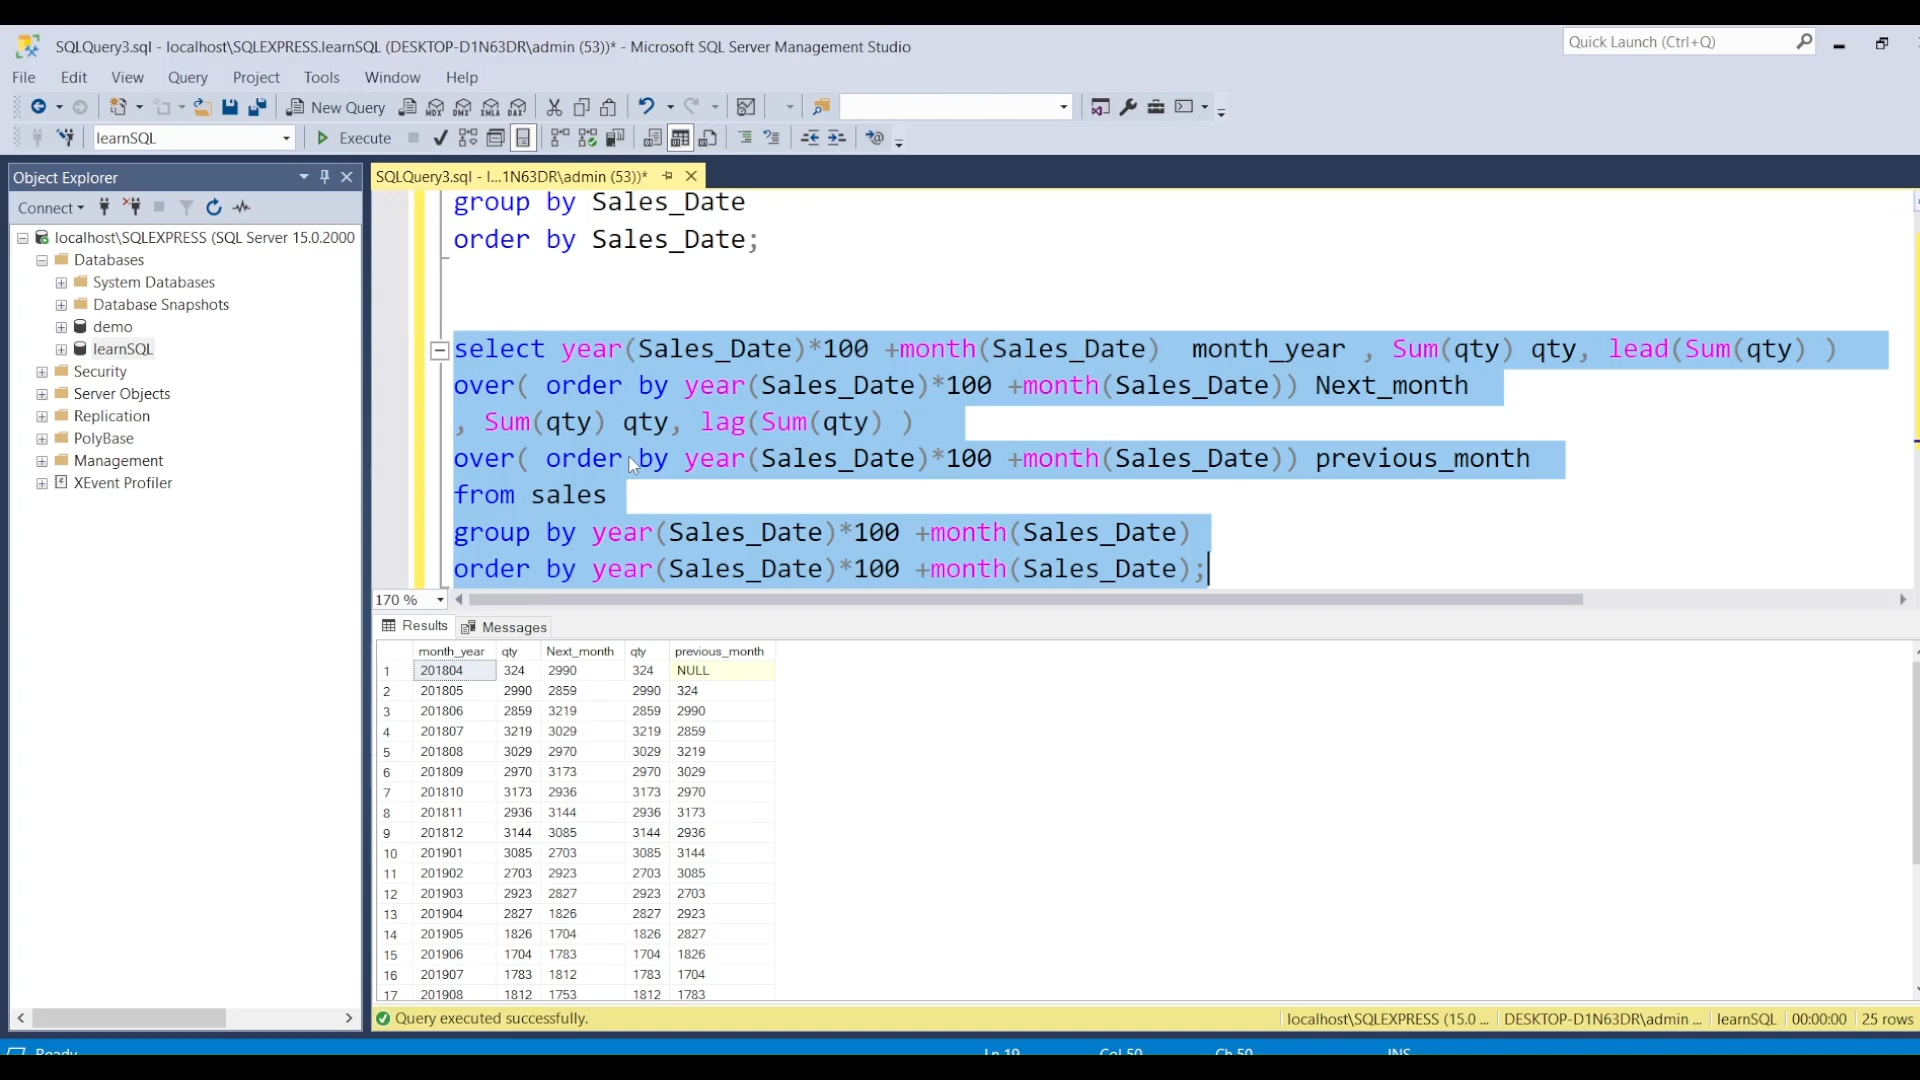 SQLQuery3.sql - localhost\SQLEXPRESS.learnSQL (DESKTOP-D1N63DR\admin (53))* - Microsoft SQL Server Management Studio
Quick Launch (Ctrl+Q)
File Edit View Query Project Tools Window Help
New Query MDX DMX XMLA DAX
learnSQL Execute
Object Explorer
Connect
localhost\SQLEXPRESS (SQL Server 15.0.2000
Databases
System Databases
Database Snapshots
demo
learnSQL
Security
Server Objects
Replication
PolyBase
Management
XEvent Profiler
SQLQuery3.sql - l...1N63DR\admin (53))*
group by Sales_Date
order by Sales_Date;
select year(Sales_Date)*100 +month(Sales_Date)  month_year , Sum(qty) qty, lead(Sum(qty) )
over( order by year(Sales_Date)*100 +month(Sales_Date)) Next_month
, Sum(qty) qty, lag(Sum(qty) )
over( order by year(Sales_Date)*100 +month(Sales_Date)) previous_month
from sales
group by year(Sales_Date)*100 +month(Sales_Date)
order by year(Sales_Date)*100 +month(Sales_Date);
170 %
Results Messages
month_year qty Next_month qty previous_month
1 201804 324 2990 324 NULL
2 201805 2990 2859 2990 324
3 201806 2859 3219 2859 2990
4 201807 3219 3029 3219 2859
5 201808 3029 2970 3029 3219
6 201809 2970 3173 2970 3029
7 201810 3173 2936 3173 2970
8 201811 2936 3144 2936 3173
9 201812 3144 3085 3144 2936
10 201901 3085 2703 3085 3144
11 201902 2703 2923 2703 3085
12 201903 2923 2827 2923 2703
13 201904 2827 1826 2827 2923
14 201905 1826 1704 1826 2827
15 201906 1704 1783 1704 1826
16 201907 1783 1812 1783 1704
17 201908 1812 1753 1812 1783
Query executed successfully.
localhost\SQLEXPRESS (15.0 ... DESKTOP-D1N63DR\admin ... learnSQL 00:00:00 25 rows
Ready Ln 19 Col 50 Ch 50 INS